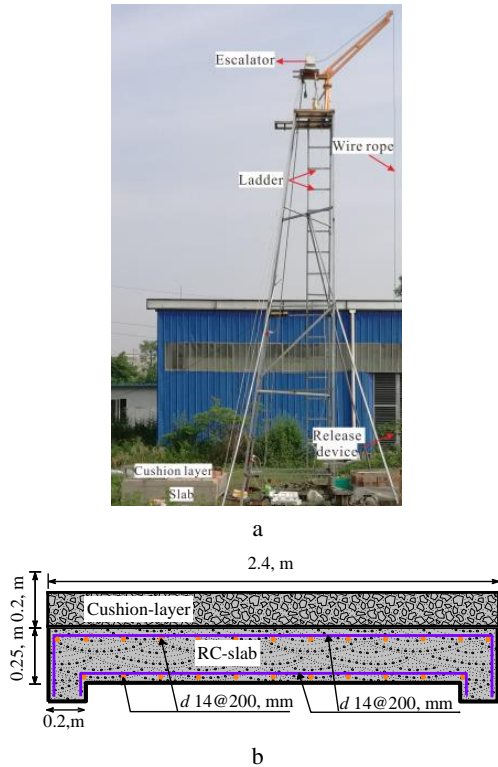 Escalator
Wire rope
Ladder
Release
device
Cushion layer
Slab
a
2.4, m
0.2, m
Cushion-layer
0.25, m
RC-slab
d 14@200, mm
d 14@200, mm
0.2,m
b